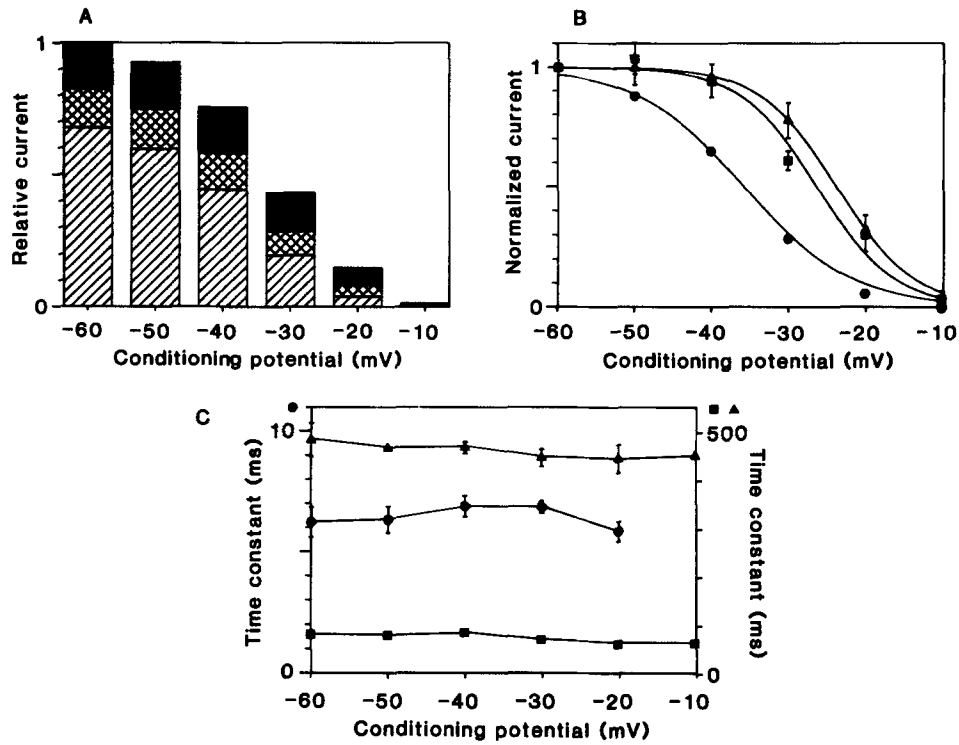 A
Relative current
1
0
-60 -50 -40 -30 -20 -10
Conditioning potential (mV)
B
Normalized current
1
0
-60 -50 -40 -30 -20 -10
Conditioning potential (mV)
C
Time constant (ms)
10
0
500
0
Time constant (ms)
-60 -50 -40 -30 -20 -10
Conditioning potential (mV)